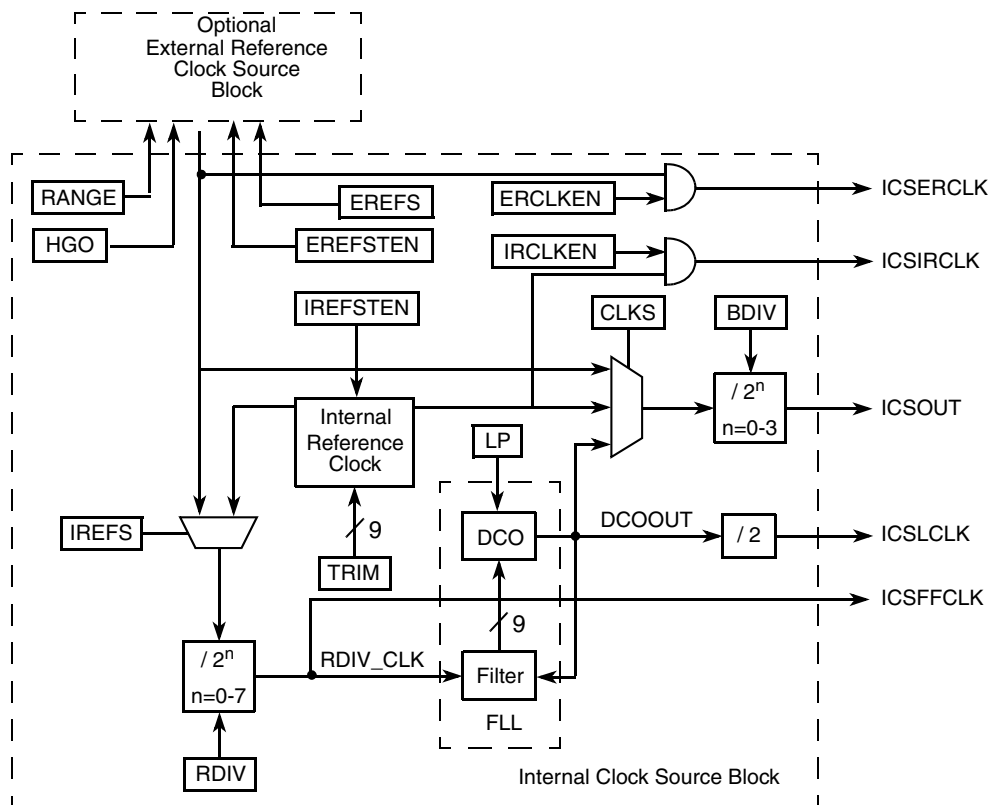 Optional
External Reference
Clock Source
Block
RANGE
HGO
EREFS
EREFSTEN
ERCLKEN
ICSERCLK
IRCLKEN
ICSIRCLK
IREFSTEN
CLKS
BDIV
Internal
Reference
Clock
/ 2ⁿ
n=0-3
ICSOUT
LP
IREFS
9
TRIM
DCO
DCOOUT
/ 2
ICSLCLK
ICSFFCLK
9
/ 2ⁿ
n=0-7
RDIV_CLK
Filter
FLL
RDIV
Internal Clock Source Block